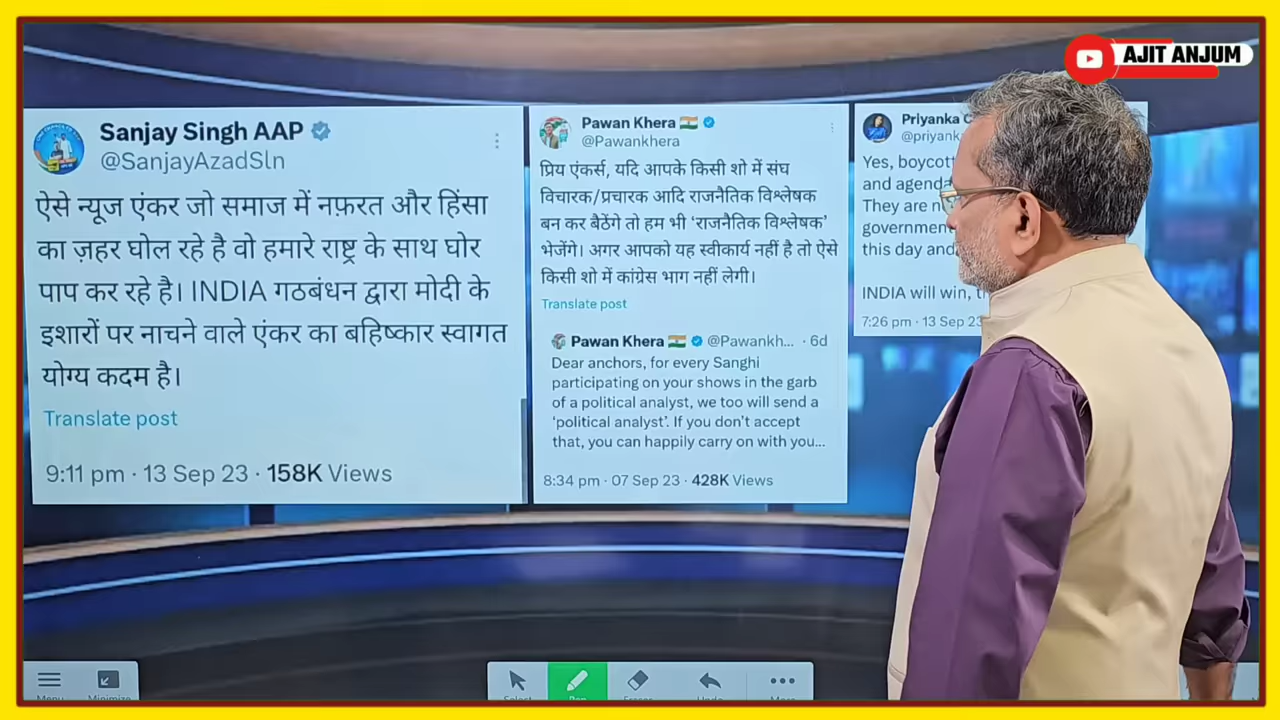 AJIT ANJUM
Sanjay Singh AAP
@SanjayAzadSln
ऐसे न्यूज एंकर जो समाज में नफ़रत और हिंसा
का ज़हर घोल रहे है वो हमारे राष्ट्र के साथ घोर
पाप कर रहे है। INDIA गठबंधन द्वारा मोदी के
इशारों पर नाचने वाले एंकर का बहिष्कार स्वागत
योग्य कदम है।
Translate post
9:11 pm · 13 Sep 23 · 158K Views
Pawan Khera
@Pawankhera
प्रिय एंकर्स, यदि आपके किसी शो में संघ
विचारक/प्रचारक आदि राजनैतिक विश्लेषक
बन कर बैठेंगे तो हम भी ‘राजनैतिक विश्लेषक’
भेजेंगे। अगर आपको यह स्वीकार्य नहीं है तो ऐसे
किसी शो में कांग्रेस भाग नहीं लेगी।
Translate post
Pawan Khera @Pawankh... · 6d
Dear anchors, for every Sanghi
participating on your shows in the garb
of a political analyst, we too will send a
‘political analyst’. If you don't accept
that, you can happily carry on with you...
8:34 pm · 07 Sep 23 · 428K Views
Priyanka
@priyanka
Yes, boycott
and agenda
They are
government
this day and
INDIA will win,
7:26 pm · 13 Sep 23
Menu
Minimize
Select
Pen
Eraser
Undo
More